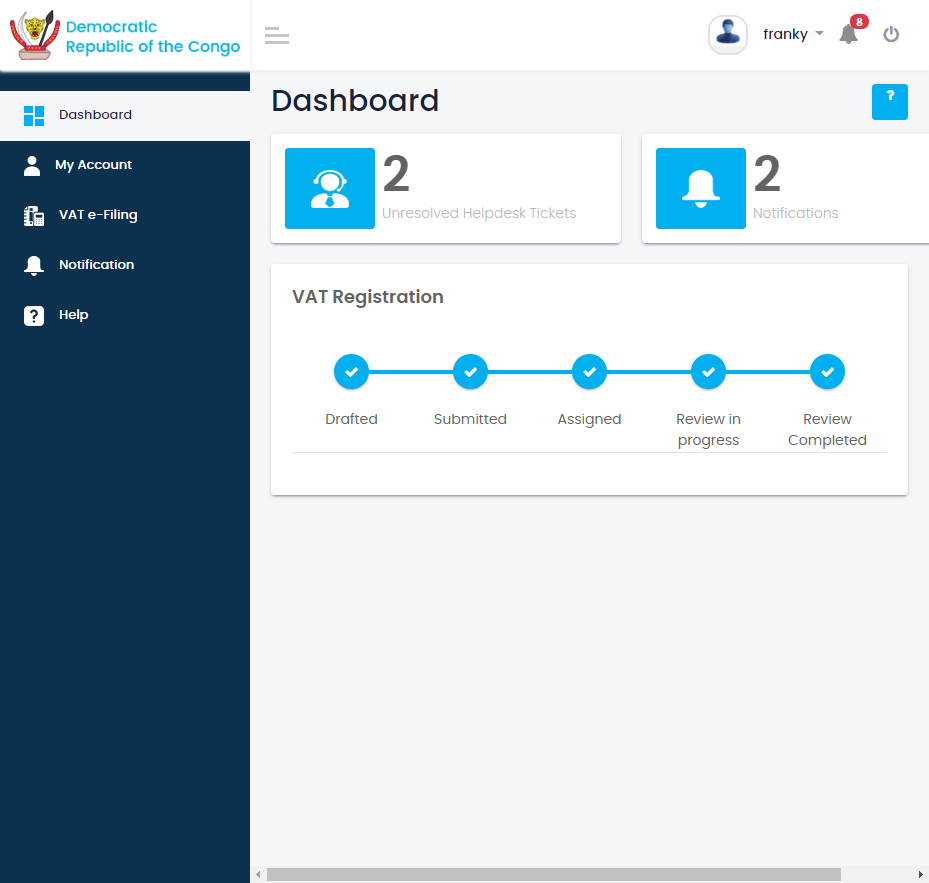 Democratic
Republic of the Congo
franky
8
Dashboard
My Account
VAT e-Filing
Notification
Help
Dashboard
?
2
Unresolved Helpdesk Tickets
2
Notifications
VAT Registration
Drafted
Submitted
Assigned
Review in
progress
Review
Completed